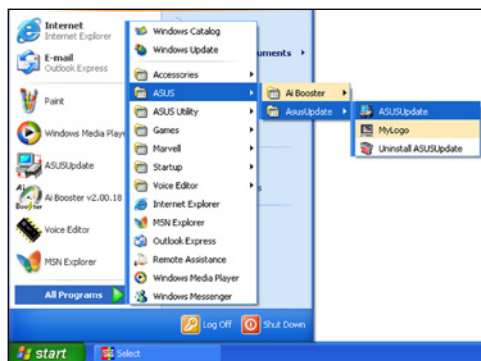 Internet
Internet Explorer
E-mail
Outlook Express
Paint
Windows Media Play
ASUSUpdate
Ai Booster v2.00.18
Voice Editor
MSN Explorer
All Programs
Windows Catalog
Windows Update
Accessories
ASUS
ASUS Utility
Games
Marvell
Startup
Voice Editor
Internet Explorer
MSN Explorer
Outlook Express
Remote Assistance
Windows Media Player
Windows Messenger
uments
s
Ai Booster
AsusUpdate
ASUSUpdate
MyLogo
Uninstall ASUSUpdate
Log Off
Shut Down
start
Select